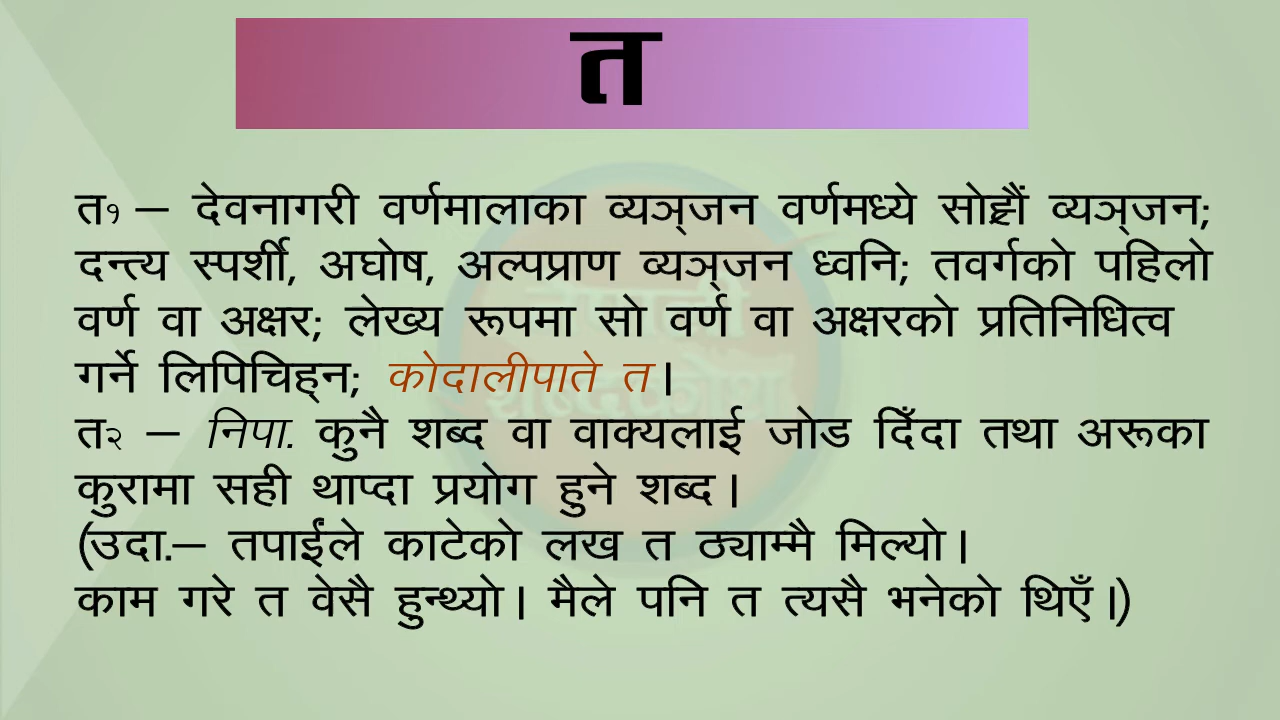 त
त१ – देवनागरी वर्णमालाका व्यञ्जन वर्णमध्ये सोह्रौं व्यञ्जन;
दन्त्य स्पर्शी, अघोष, अल्पप्राण व्यञ्जन ध्वनि; तवर्गको पहिलो
वर्ण वा अक्षर; लेख्य रूपमा सो वर्ण वा अक्षरको प्रतिनिधित्व
गर्ने लिपिचिह्न; कोदालीपाते त।
त२ – निपा. कुनै शब्द वा वाक्यलाई जोड दिँदा तथा अरूका
कुरामा सही थाप्दा प्रयोग हुने शब्द।
(उदा.– तपाईंले काटेको लख त ठ्याम्मै मिल्यो।
काम गरे त वेसै हुन्थ्यो। मैले पनि त त्यसै भनेको थिएँ।)
नेपाली
शब्दकोश